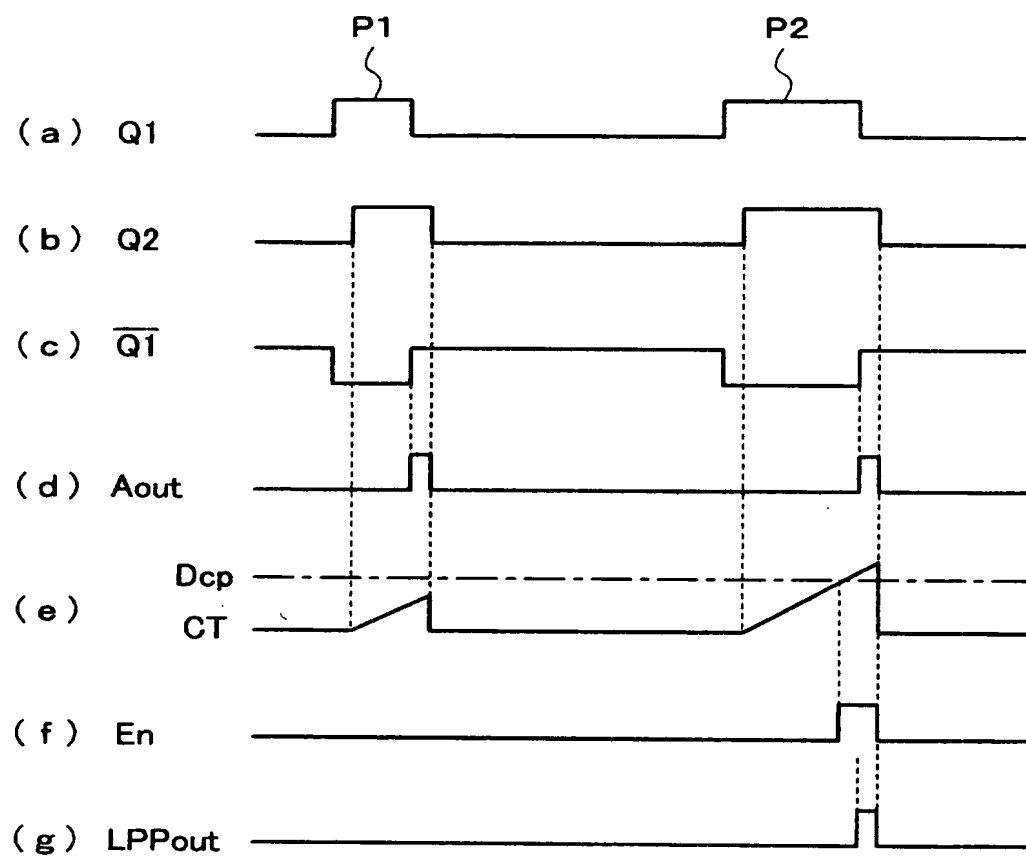 P1 P2
(a) Q1
(b) Q2
(c) Q1̅
(d) Aout
Dcp
(e)
CT
(f) En
(g) LPPout